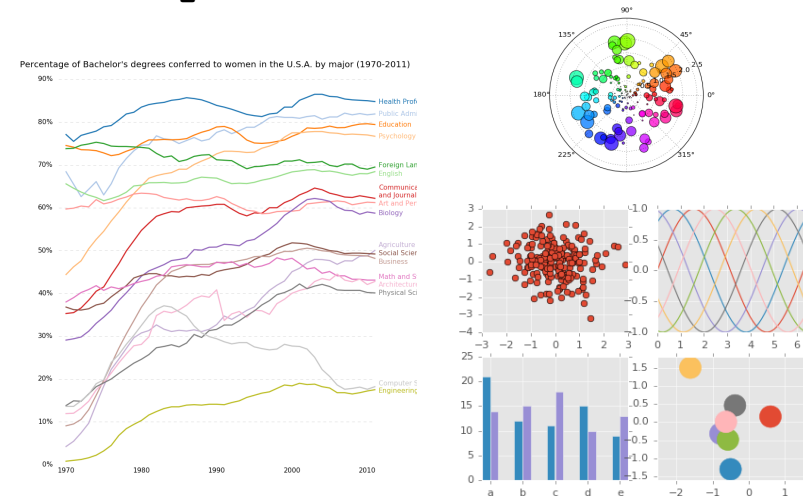 Percentage of Bachelor's degrees conferred to women in the U.S.A. by major (1970-2011)
90%
80%
70%
60%
50%
40%
30%
20%
10%
0%
1970 1980 1990 2000 2010
Health Prof
Public Admi
Education
Psychology
Foreign Lan
English
Communica
and Journal
Art and Per
Biology
Agriculture
Social Scien
Business
Math and S
Architecture
Physical Sci
Computer S
Engineering
90°
135° 45°
2.5
2.0
180° 0°
225° 315°
3
2
1
0
−1
−2
−3
−4
−3 −2 −1 0 1 2 3
1.0
0.5
0.0
−0.5
−1.0
0 1 2 3 4 5 6
25
20
15
10
5
0
a b c d e
1.5
1.0
0.5
0.0
−0.5
−1.0
−1.5
−2 −1 0 1